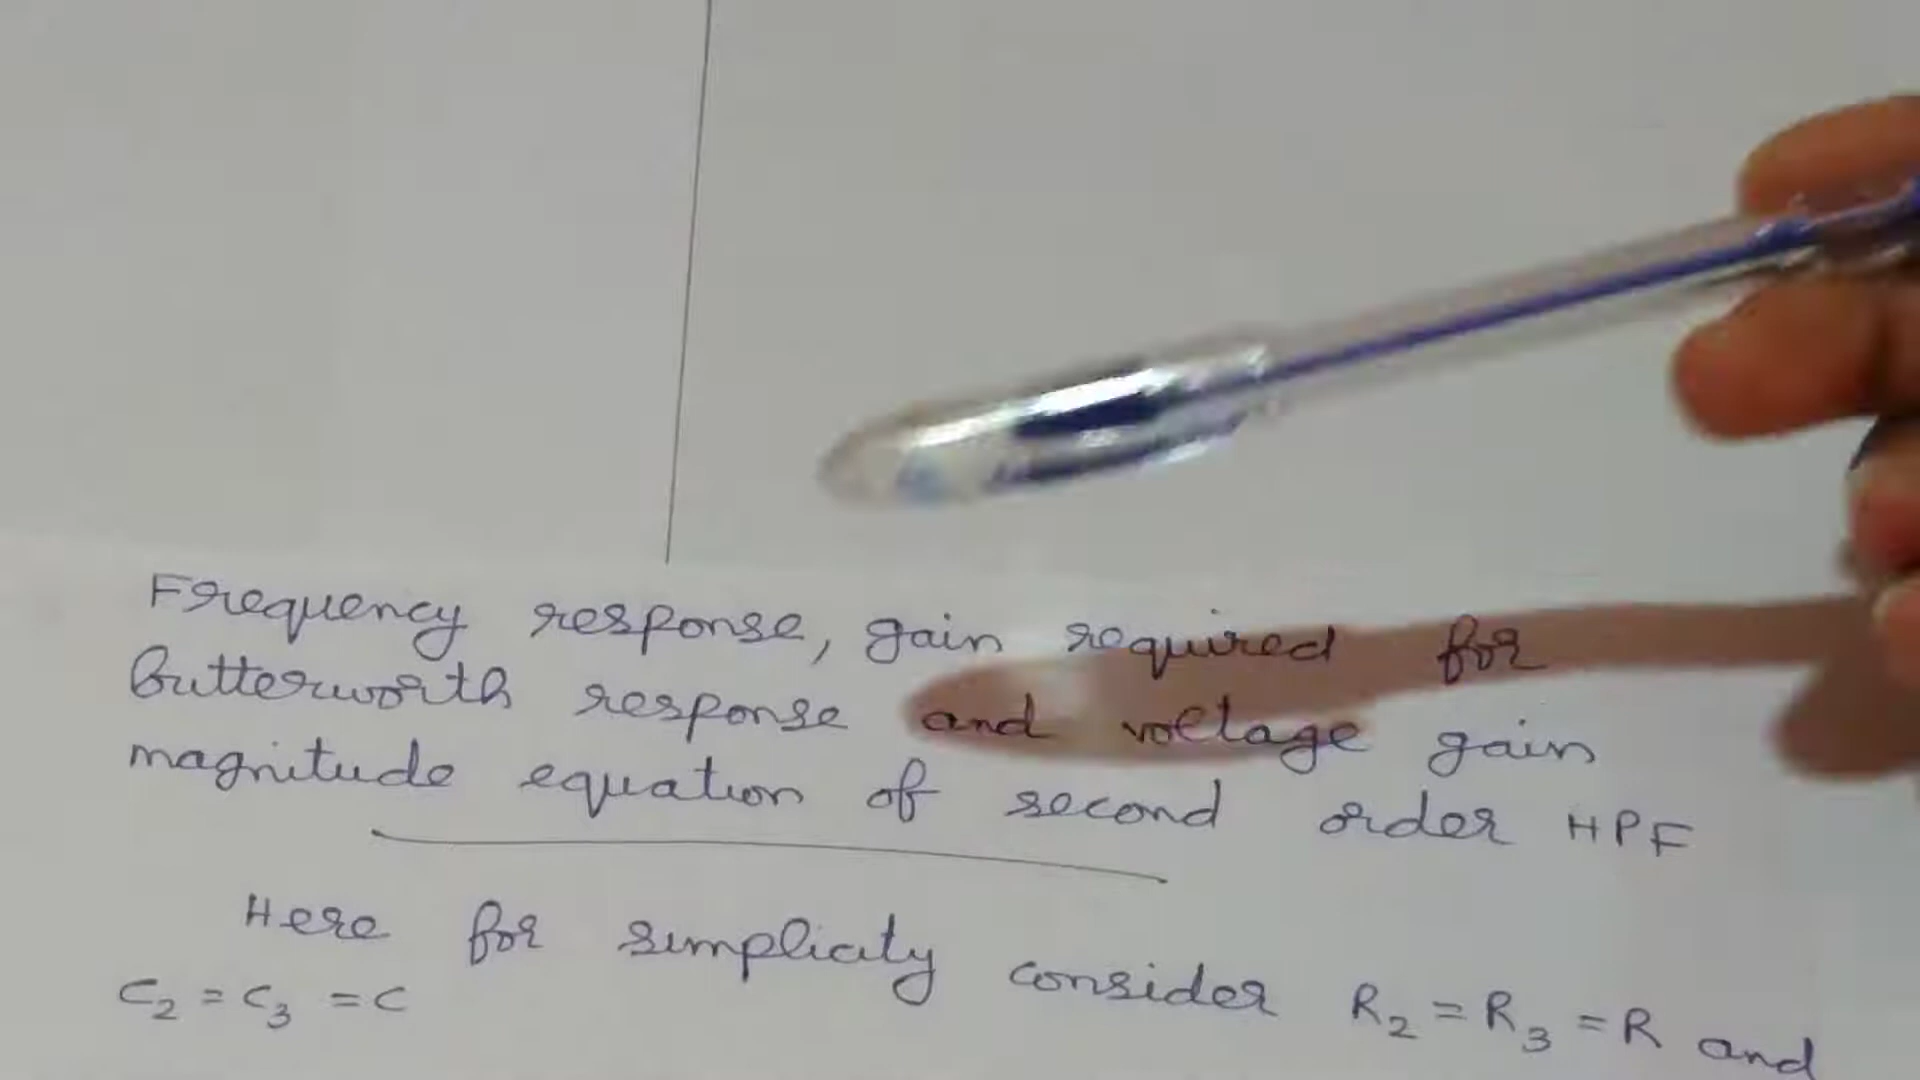 Frequency response, gain required for
butterworth response and voltage gain
magnitude equation of second order HPF
Here for simplicity consider R₂ = R₃ = R and
C₂ = C₃ = C